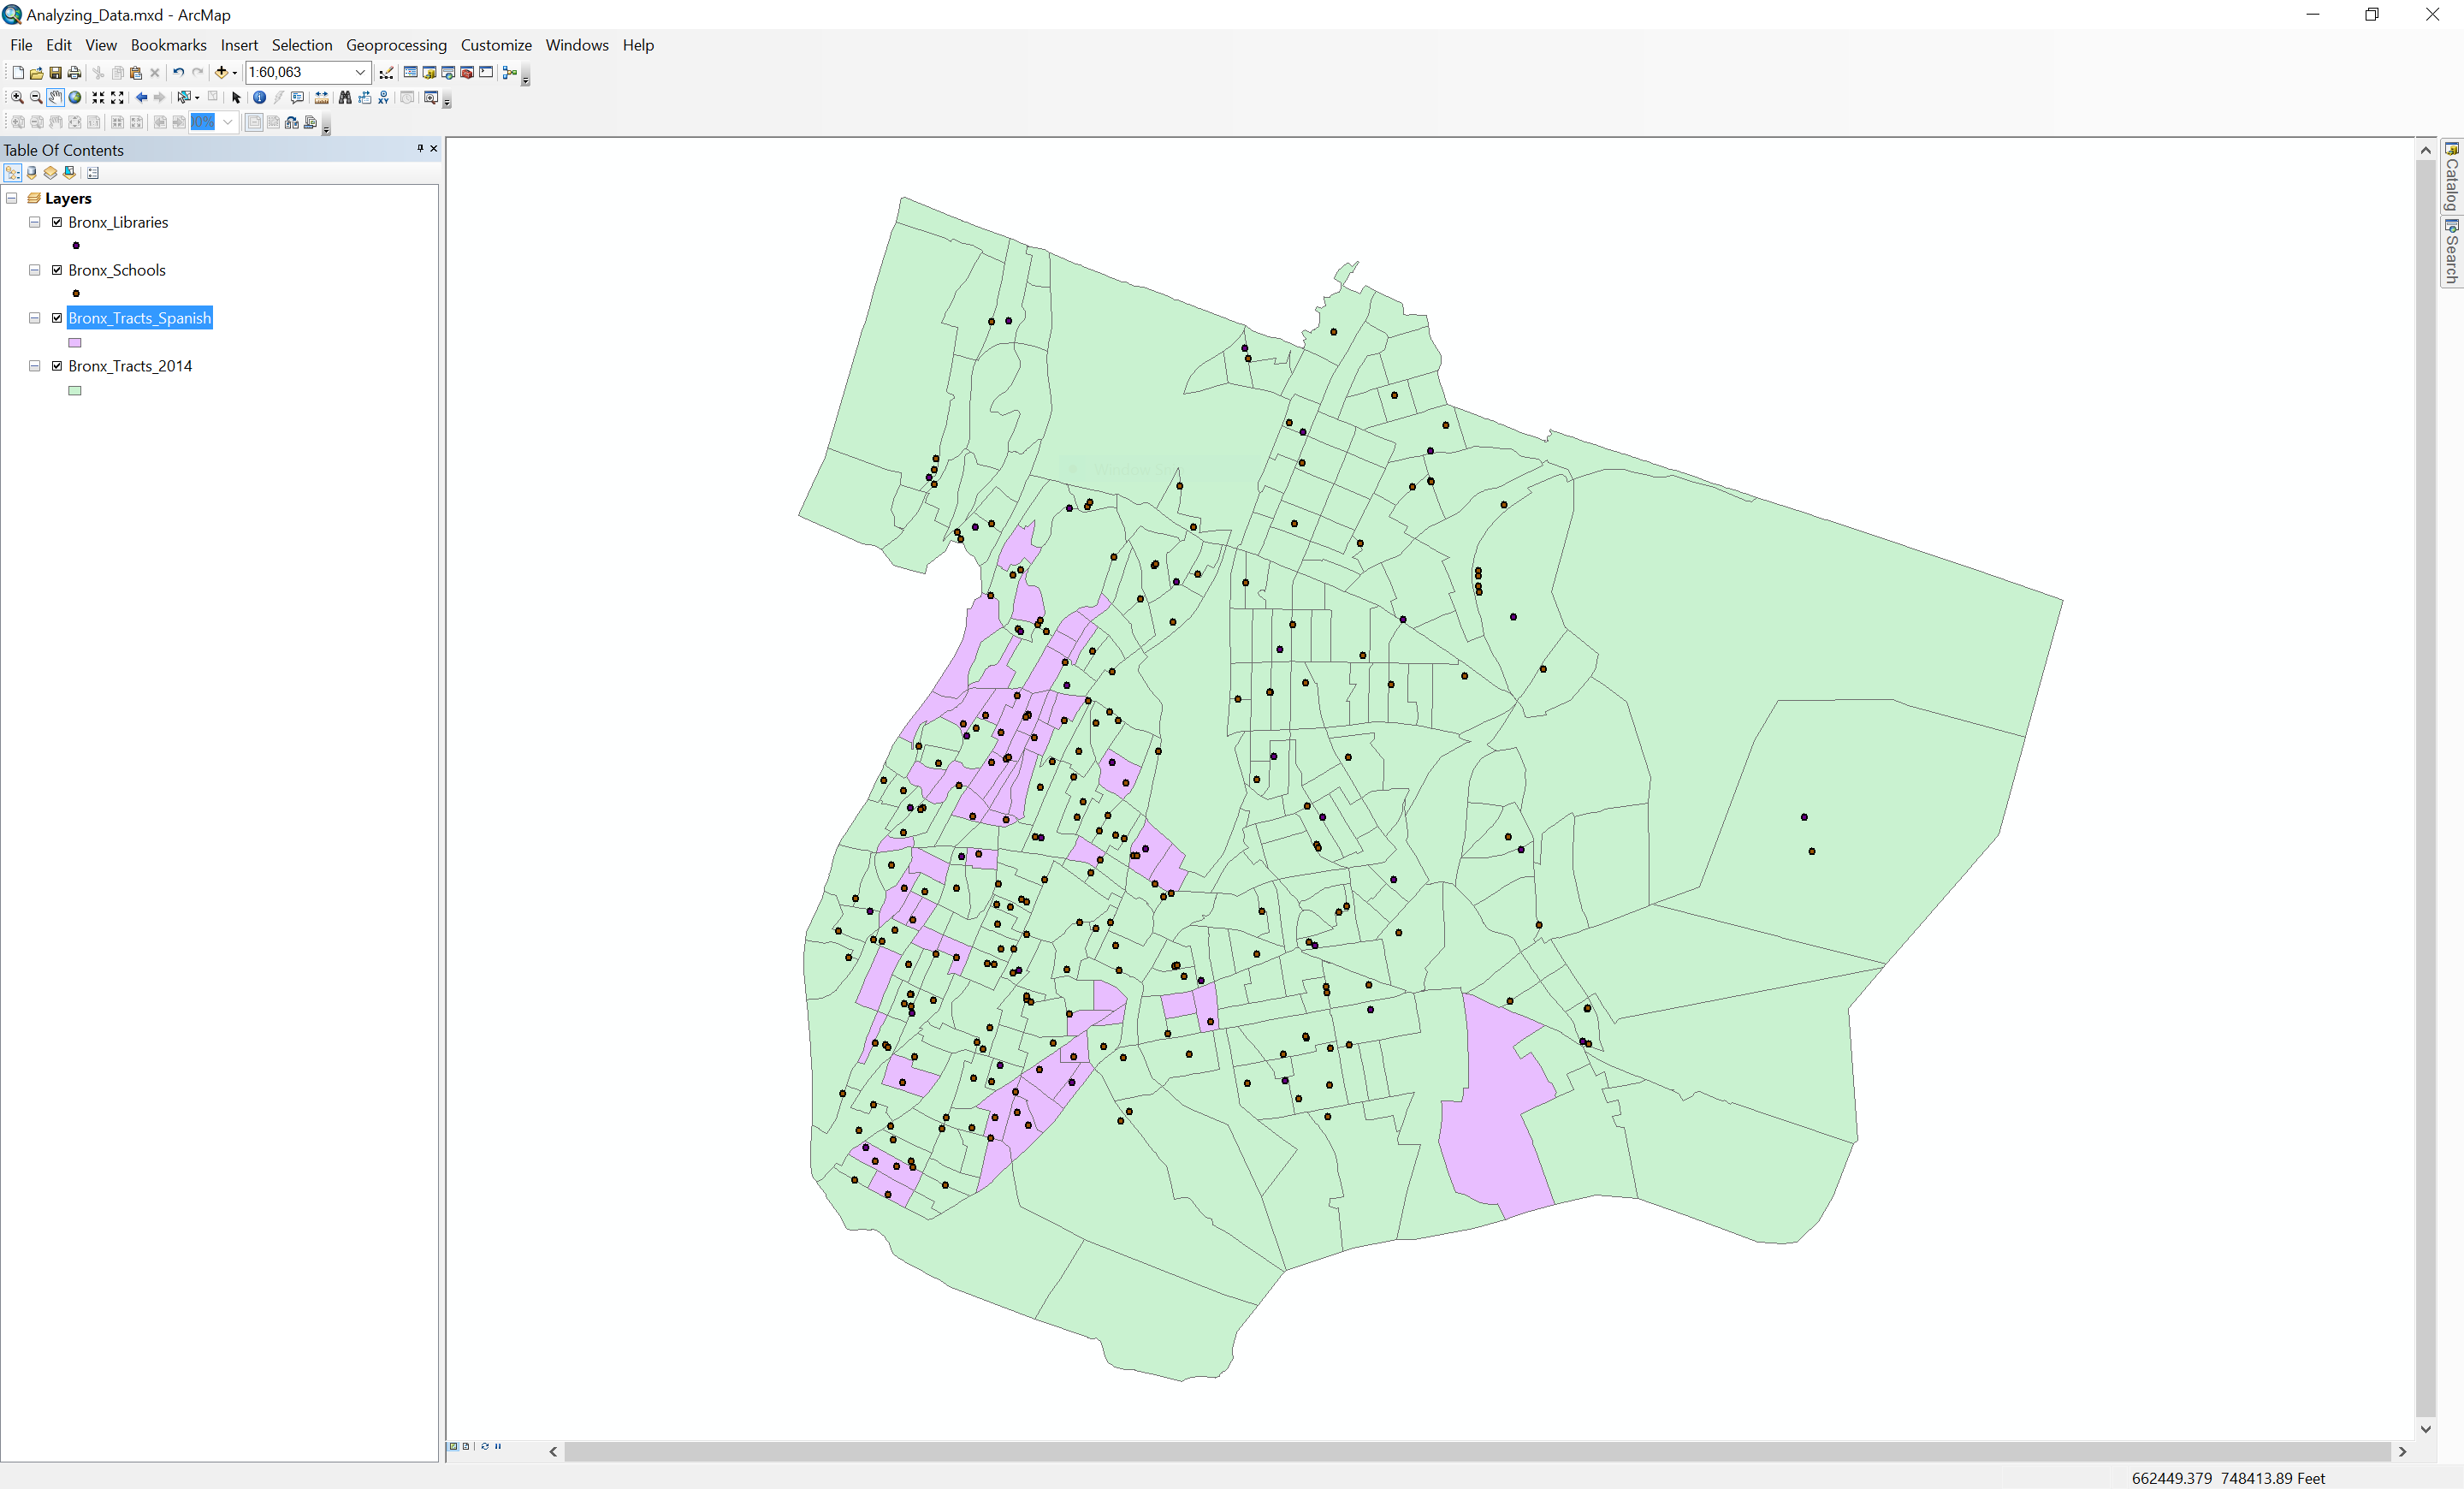 Analyzing_Data.mxd - ArcMap
File Edit View Bookmarks Insert Selection Geoprocessing Customize Windows Help
1:60,063
Table Of Contents
Layers
Bronx_Libraries
Bronx_Schools
Bronx_Tracts_Spanish
Bronx_Tracts_2014
Catalog
Search
662449.379 748413.89 Feet